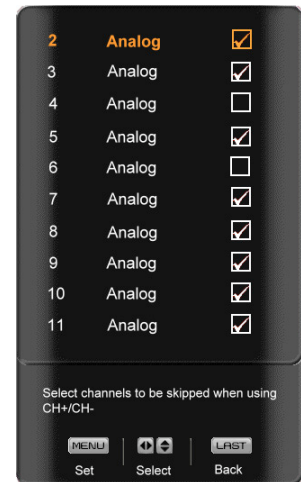 2 Analog
3 Analog
4 Analog
5 Analog
6 Analog
7 Analog
8 Analog
9 Analog
10 Analog
11 Analog
Select channels to be skipped when using
CH+/CH-
MENU LAST
Set Select Back